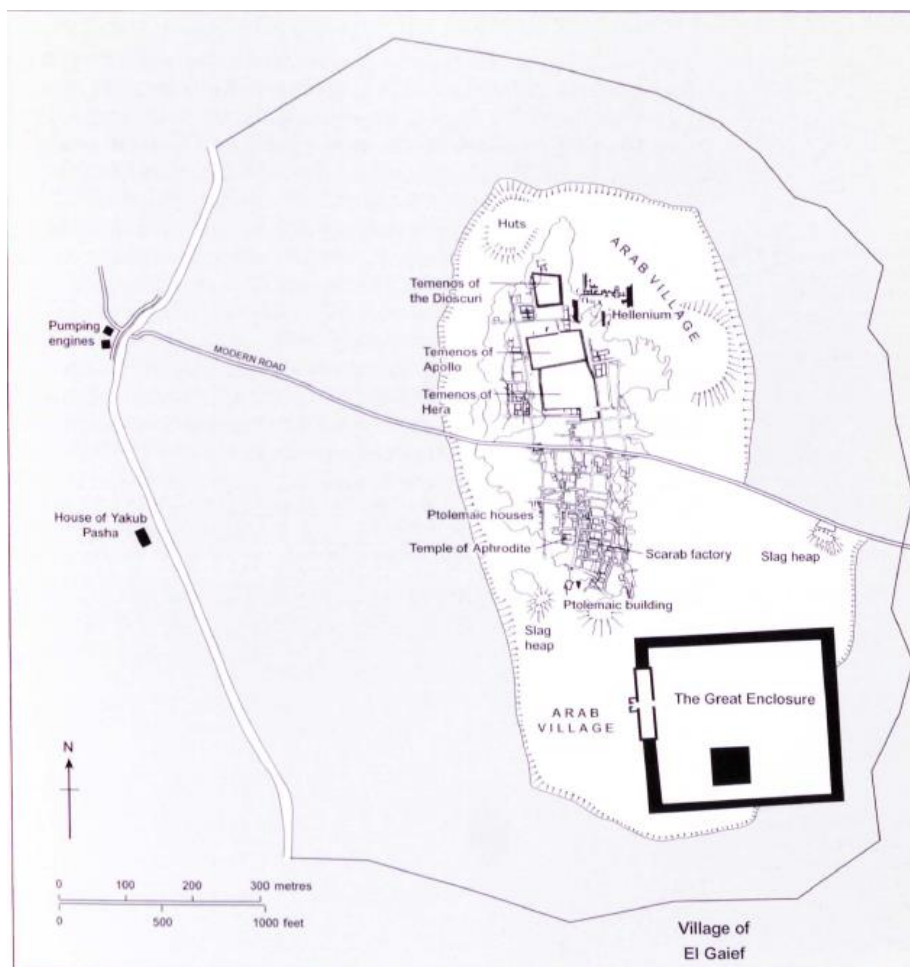 Huts
ARAB VILLAGE
Temenos of
the Dioscuri
Hellenium
Pumping
engines
MODERN ROAD
Temenos of
Apollo
Temenos of
Hera
Ptolemaic houses
House of Yakub
Pasha
Temple of Aphrodite
Scarab factory
Slag heap
Ptolemaic building
Slag
heap
The Great Enclosure
ARAB
VILLAGE
N
0 100 200 300 metres
0 500 1000 feet
Village of
El Gaief